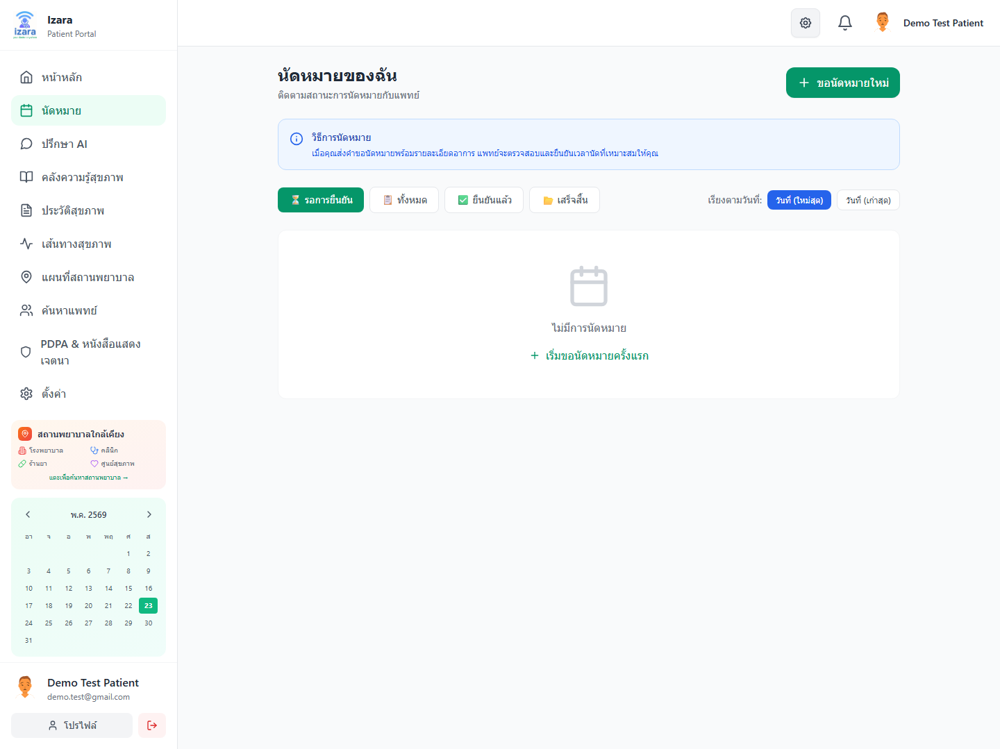 izara
Izara
Patient Portal
Demo Test Patient
หน้าหลัก
นัดหมาย
ปรึกษา AI
คลังความรู้สุขภาพ
ประวัติสุขภาพ
เส้นทางสุขภาพ
แผนที่สถานพยาบาล
ค้นหาแพทย์
PDPA & หนังสือแสดง
เจตนา
ตั้งค่า
สถานพยาบาลใกล้เคียง
โรงพยาบาล คลินิก
ร้านยา ศูนย์สุขภาพ
แตะเพื่อค้นหาสถานพยาบาล →
พ.ค. 2569
อา จ อ พ พฤ ศ ส
1 2
3 4 5 6 7 8 9
10 11 12 13 14 15 16
17 18 19 20 21 22 23
24 25 26 27 28 29 30
31
Demo Test Patient
demo.test@gmail.com
โปรไฟล์
นัดหมายของฉัน
ติดตามสถานะการนัดหมายกับแพทย์
ขอนัดหมายใหม่
วิธีการนัดหมาย
เมื่อคุณส่งคำขอนัดหมายพร้อมรายละเอียดอาการ แพทย์จะตรวจสอบและยืนยันเวลานัดที่เหมาะสมให้คุณ
รอการยืนยัน ทั้งหมด ยืนยันแล้ว เสร็จสิ้น
เรียงตามวันที่: วันที่ (ใหม่สุด) วันที่ (เก่าสุด)
ไม่มีการนัดหมาย
เริ่มขอนัดหมายครั้งแรก